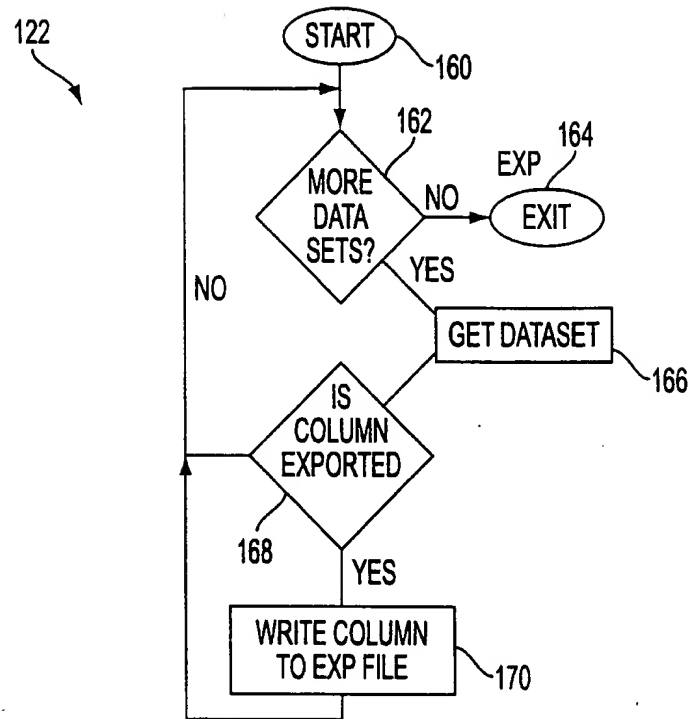 122
START
160
162
EXP
164
MORE
DATA
SETS?
NO
EXIT
YES
NO
GET DATASET
166
IS
COLUMN
EXPORTED
168
YES
WRITE COLUMN
TO EXP FILE
170